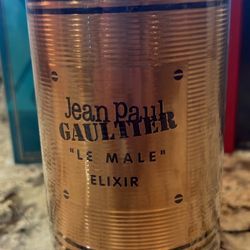 Jean Paul
GAULTIER
"LE MALE"
ELIXIR